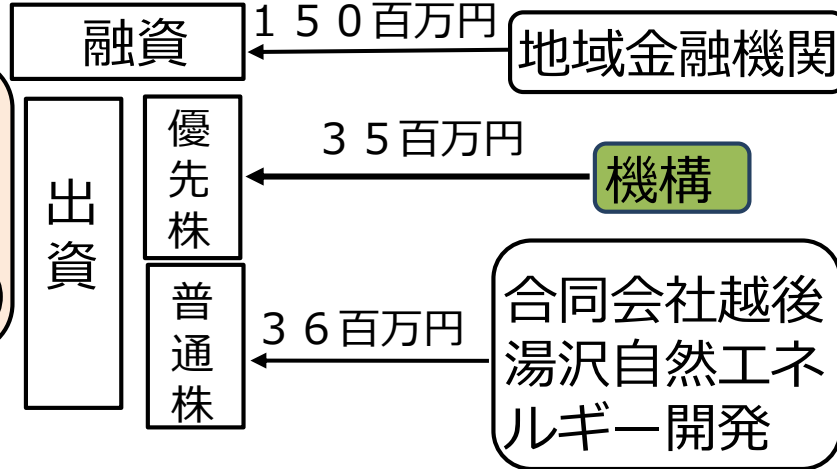 融資
１５０百万円
地域金融機関
出資
優先株
３５百万円
機構
普通株
３６百万円
合同会社越後
湯沢自然エネ
ルギー開発